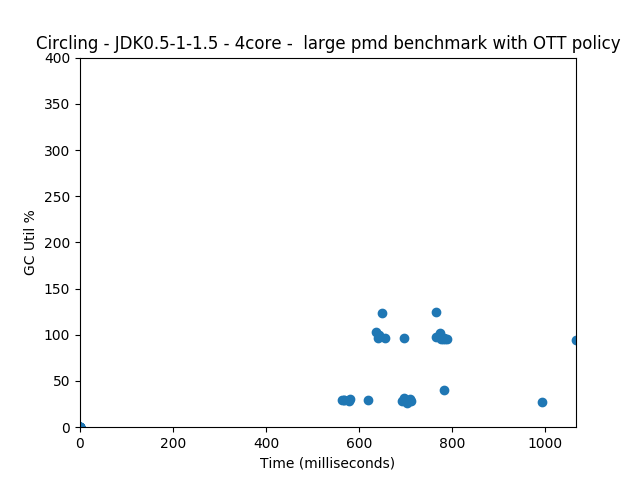 Circling - JDK0.5-1-1.5 - 4core -  large pmd benchmark with OTT policy
400
350
300
250
200
150
100
50
0
GC Util %
0 200 400 600 800 1000
Time (milliseconds)